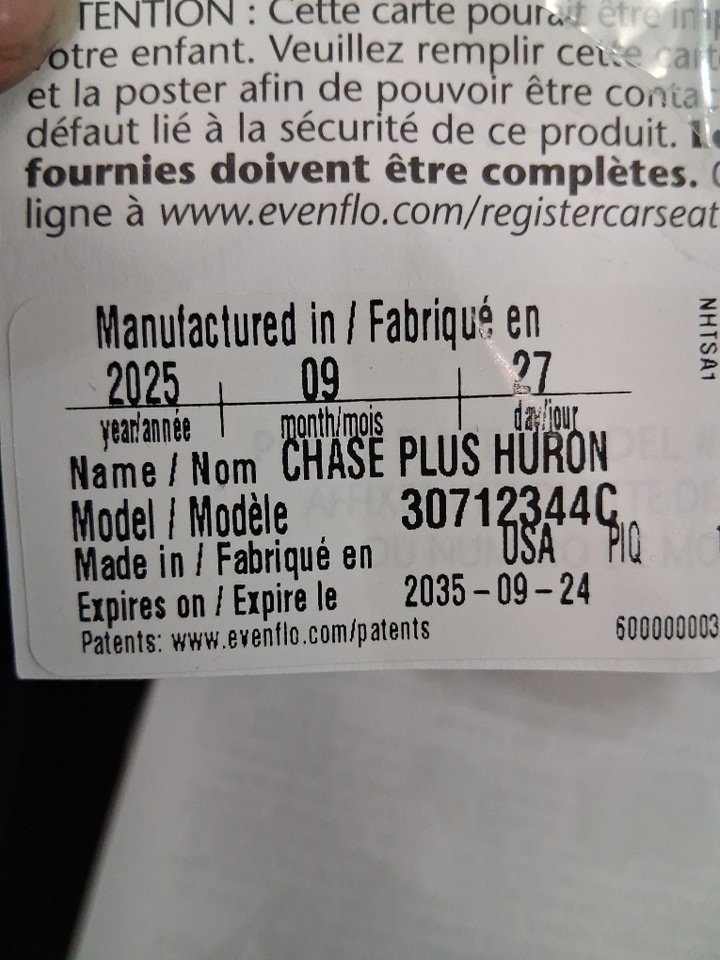 TENTION : Cette carte pourait être im
votre enfant. Veuillez remplir cette cart
et la poster afin de pouvoir être conta
défaut lié à la sécurité de ce produit.
fournies doivent être complètes.
ligne à www.evenflo.com/registercarseat
NHTSA1
Manufactured in / Fabriqué en
2025 09 27
year/année month/mois day/jour
Name / Nom CHASE PLUS HURON
Model / Modèle 30712344C
Made in / Fabriqué en USA PIQ
Expires on / Expire le 2035-09-24
Patents: www.evenflo.com/patents 600000003